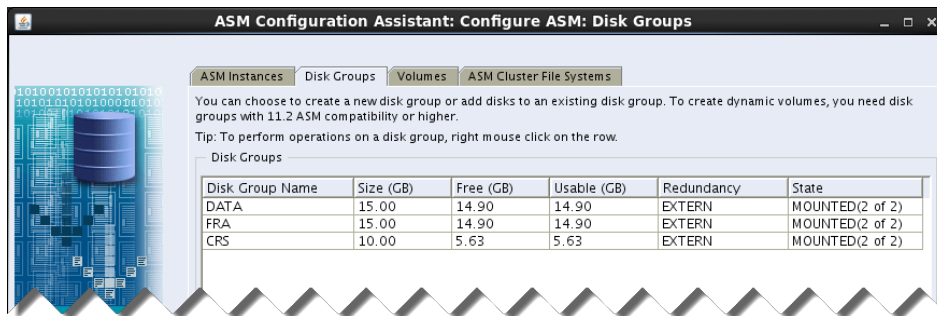 ASM Configuration Assistant: Configure ASM: Disk Groups
ASM Instances Disk Groups Volumes ASM Cluster File Systems
You can choose to create a new disk group or add disks to an existing disk group. To create dynamic volumes, you need disk
groups with 11.2 ASM compatibility or higher.
Tip: To perform operations on a disk group, right mouse click on the row.
Disk Groups
Disk Group Name Size (GB) Free (GB) Usable (GB) Redundancy State
DATA 15.00 14.90 14.90 EXTERN MOUNTED(2 of 2)
FRA 15.00 14.90 14.90 EXTERN MOUNTED(2 of 2)
CRS 10.00 5.63 5.63 EXTERN MOUNTED(2 of 2)